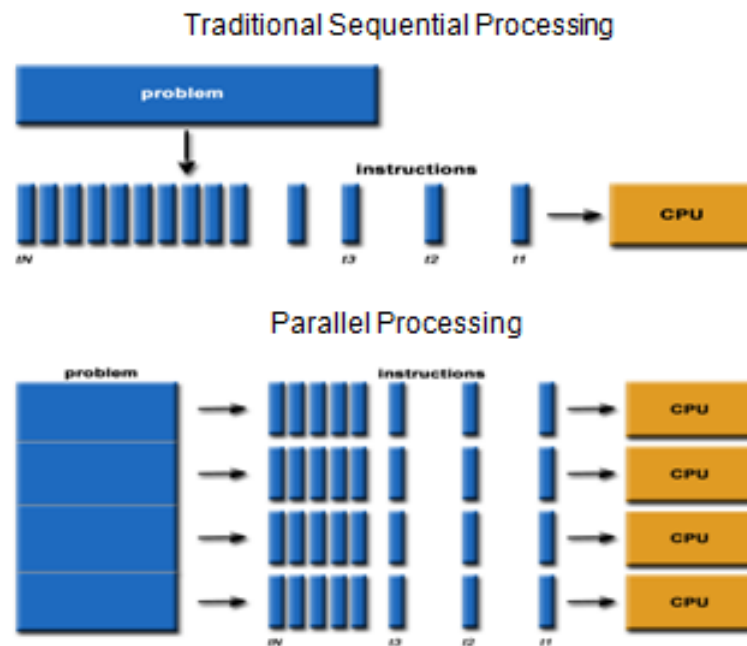 Traditional Sequential Processing
problem
instructions
CPU
tN t3 t2 t1
Parallel Processing
problem instructions
CPU
CPU
CPU
CPU
tN t3 t2 t1